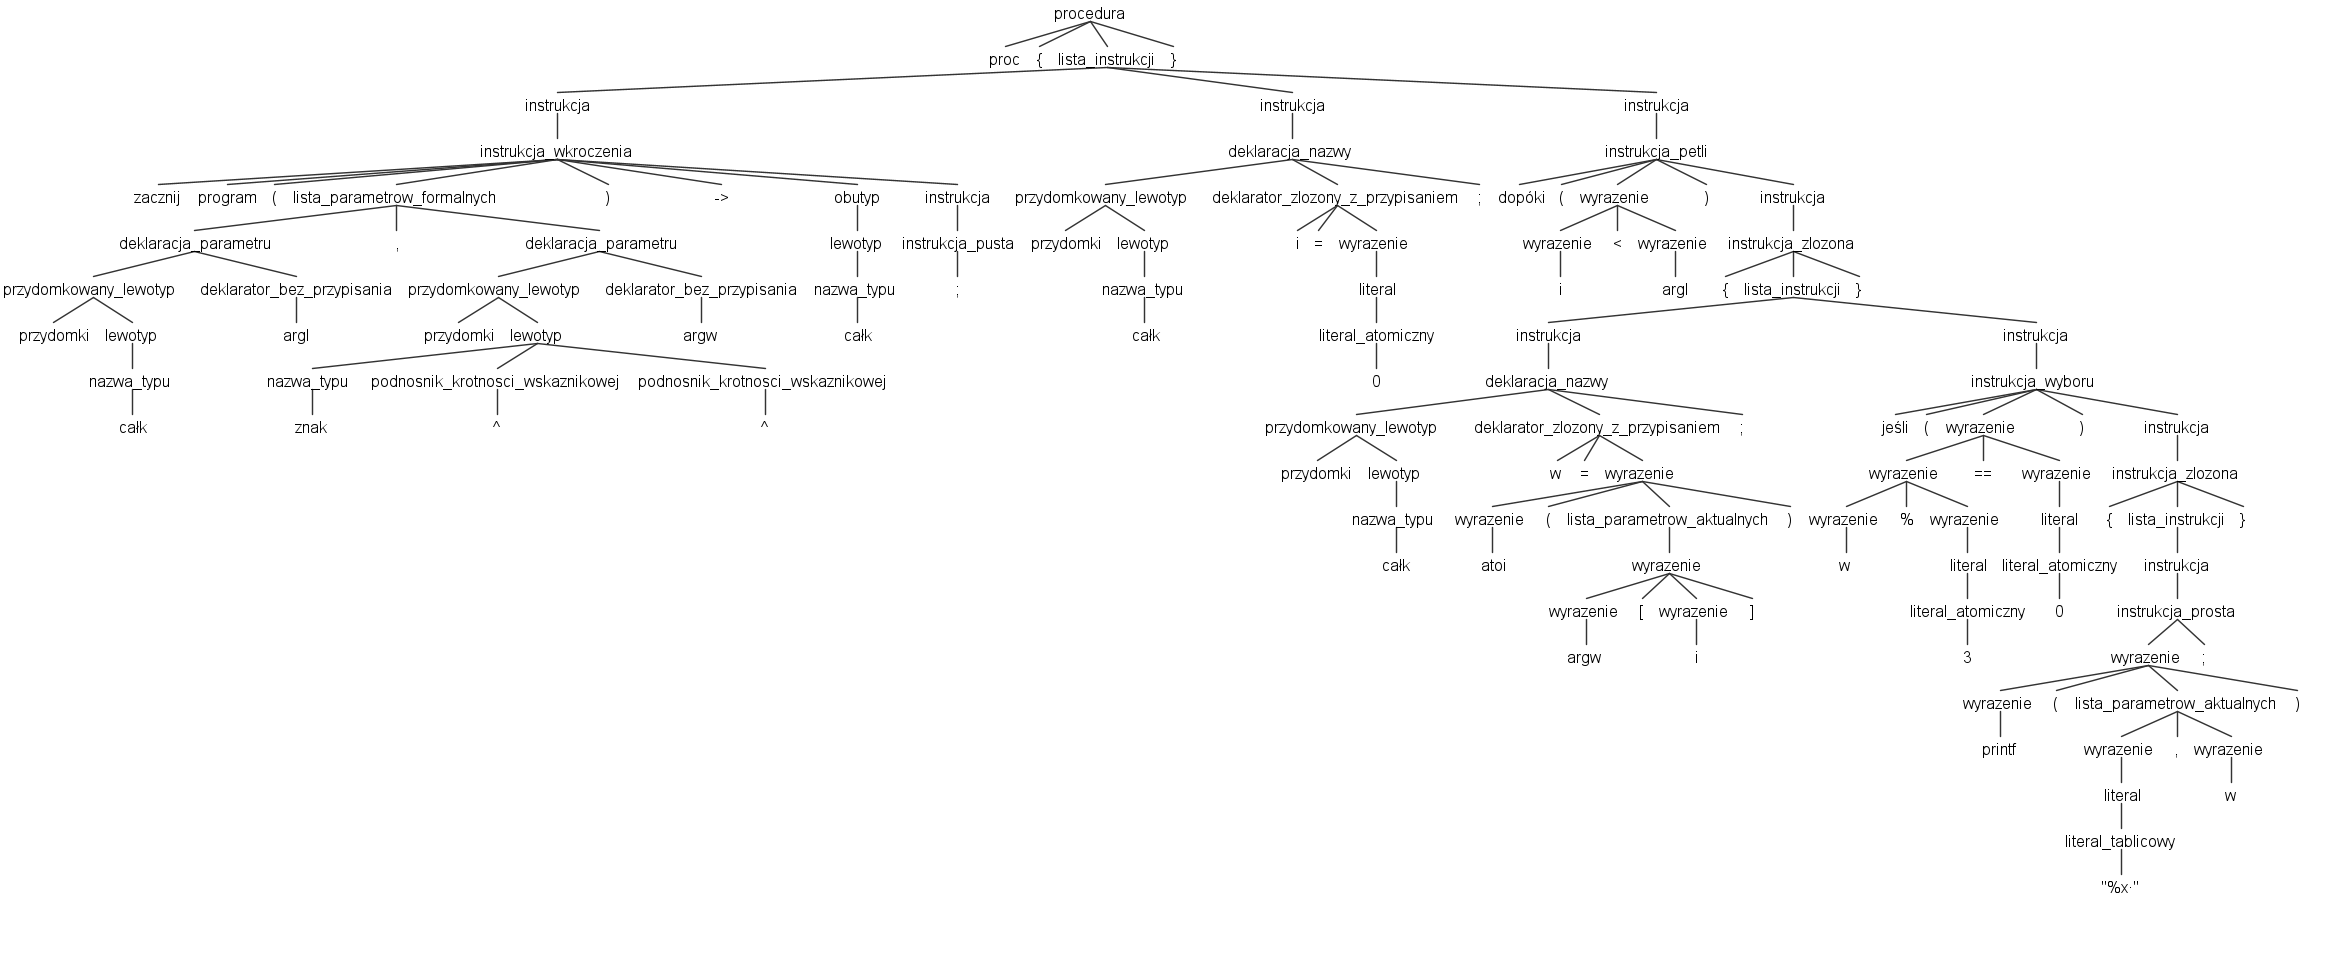 procedura
proc { lista_instrukcji }
instrukcja instrukcja instrukcja
instrukcja_wkroczenia deklaracja_nazwy instrukcja_petli
zacznij program ( lista_parametrow_formalnych ) -> obutyp instrukcja przydomkowany_lewotyp deklarator_zlozony_z_przypisaniem ; dopóki ( wyrazenie ) instrukcja
deklaracja_parametru , deklaracja_parametru lewotyp instrukcja_pusta przydomki lewotyp i = wyrazenie wyrazenie < wyrazenie instrukcja_zlozona
przydomkowany_lewotyp deklarator_bez_przypisania przydomkowany_lewotyp deklarator_bez_przypisania nazwa_typu ; nazwa_typu literal i argl { lista_instrukcji }
przydomki lewotyp argl przydomki lewotyp argw całk całk literal_atomiczny instrukcja instrukcja
nazwa_typu nazwa_typu podnosnik_krotnosci_wskaznikowej podnosnik_krotnosci_wskaznikowej 0 deklaracja_nazwy instrukcja_wyboru
całk znak ^ ^ przydomkowany_lewotyp deklarator_zlozony_z_przypisaniem ; jeśli ( wyrazenie ) instrukcja
przydomki lewotyp w = wyrazenie wyrazenie == wyrazenie instrukcja_zlozona
nazwa_typu wyrazenie ( lista_parametrow_aktualnych ) wyrazenie % wyrazenie literal { lista_instrukcji }
całk atoi wyrazenie w literal literal_atomiczny instrukcja
wyrazenie [ wyrazenie ] literal_atomiczny 0 instrukcja_prosta
argw i 3 wyrazenie ;
wyrazenie ( lista_parametrow_aktualnych )
printf wyrazenie , wyrazenie
literal w
literal_tablicowy
"%x·"